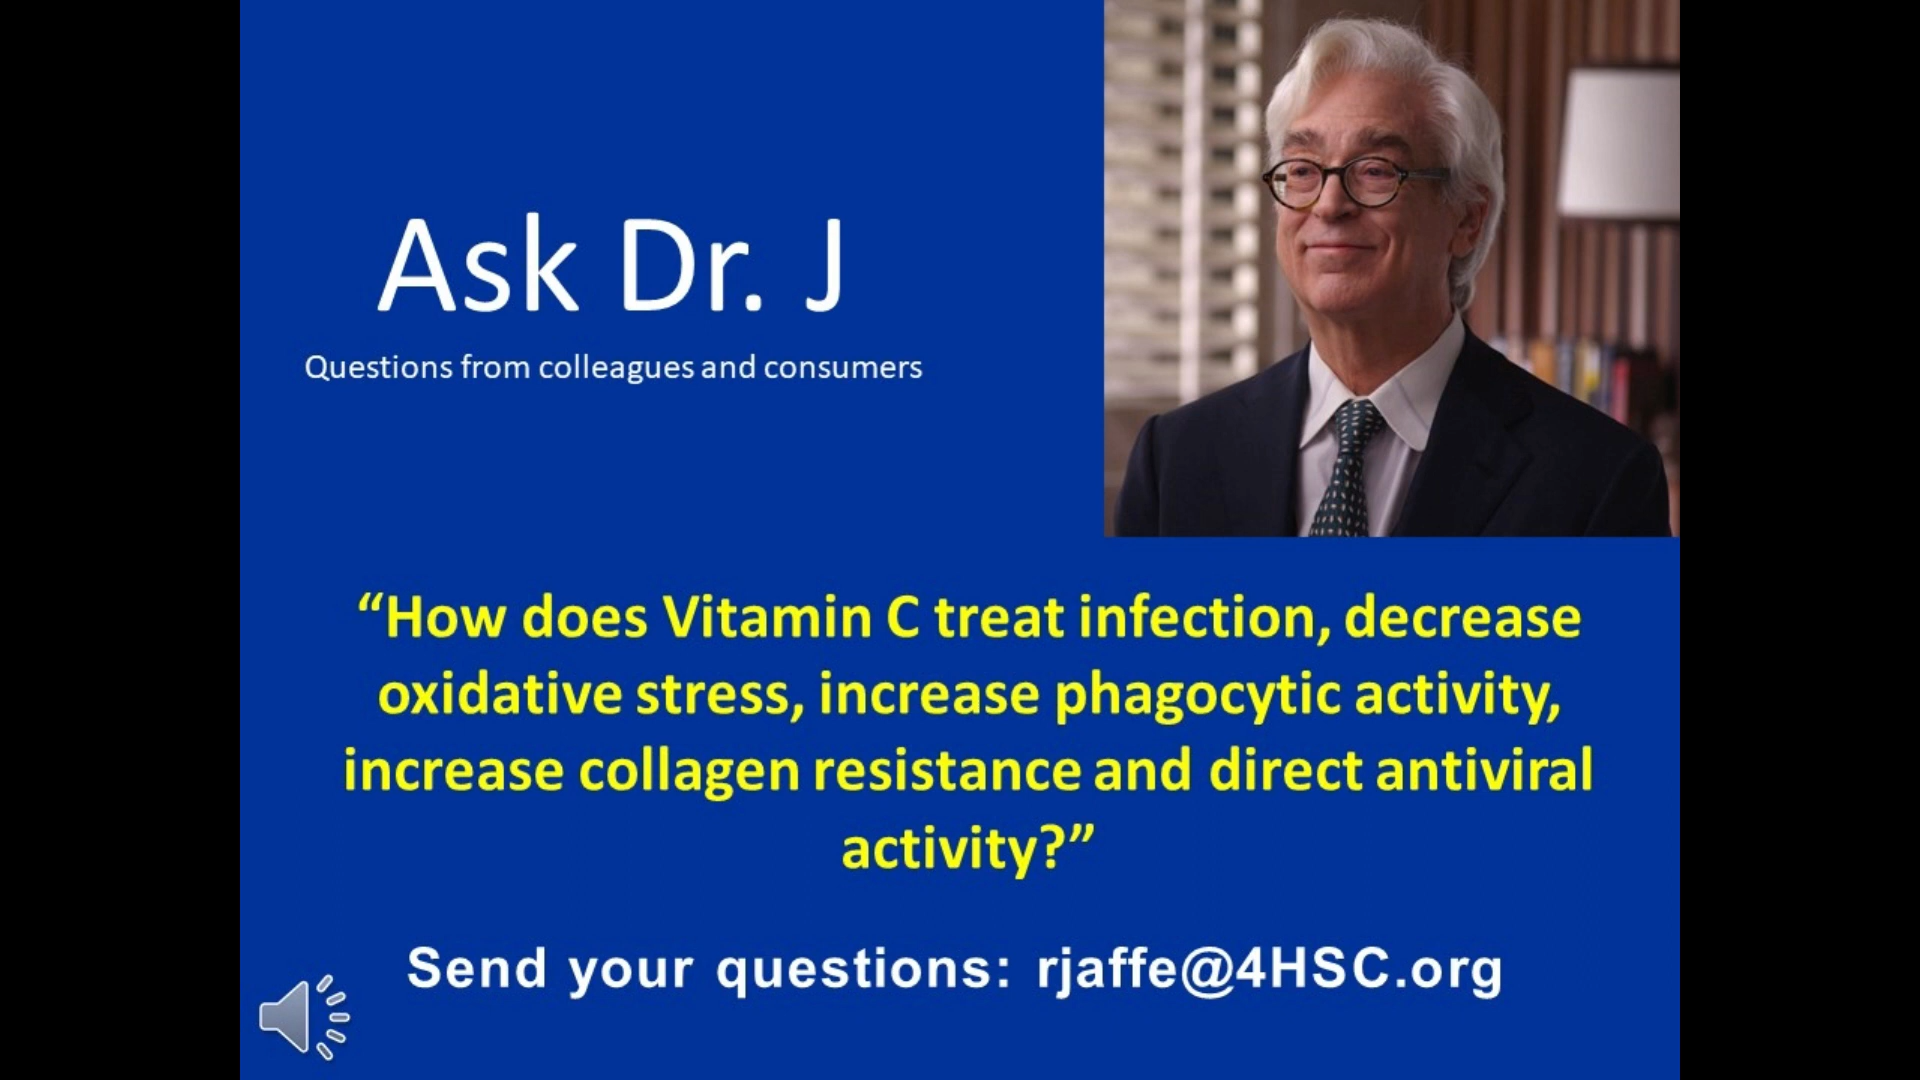 Ask Dr. J
Questions from colleagues and consumers
“How does Vitamin C treat infection, decrease
oxidative stress, increase phagocytic activity,
increase collagen resistance and direct antiviral
activity?”
Send your questions: rjaffe@4HSC.org